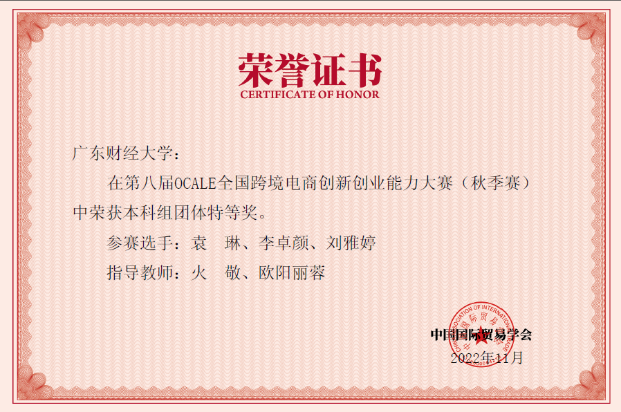 荣誉证书
CERTIFICATE OF HONOR
广东财经大学：
在第八届OCALE全国跨境电商创新创业能力大赛（秋季赛）
中荣获本科组团体特等奖。
参赛选手：袁　琳、李卓颜、刘雅婷
指导教师：火　敬、欧阳丽蓉
中国国际贸易学会
2022年11月